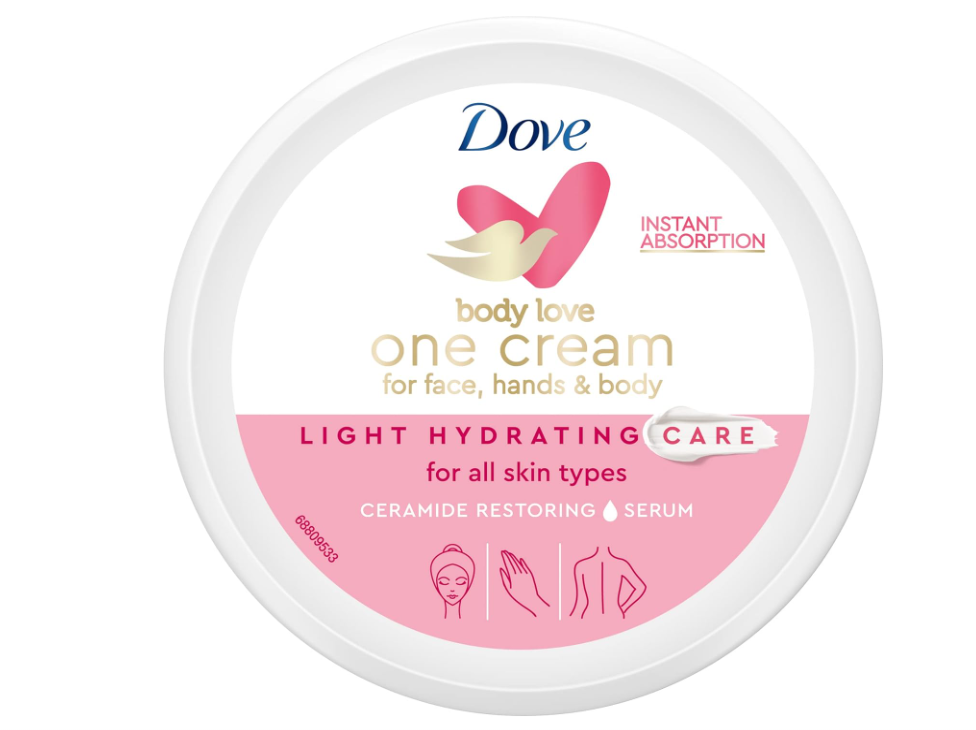 Dove
INSTANT
ABSORPTION
body love
one cream
for face, hands & body
LIGHT HYDRATING CARE
for all skin types
CERAMIDE RESTORING SERUM
68809533